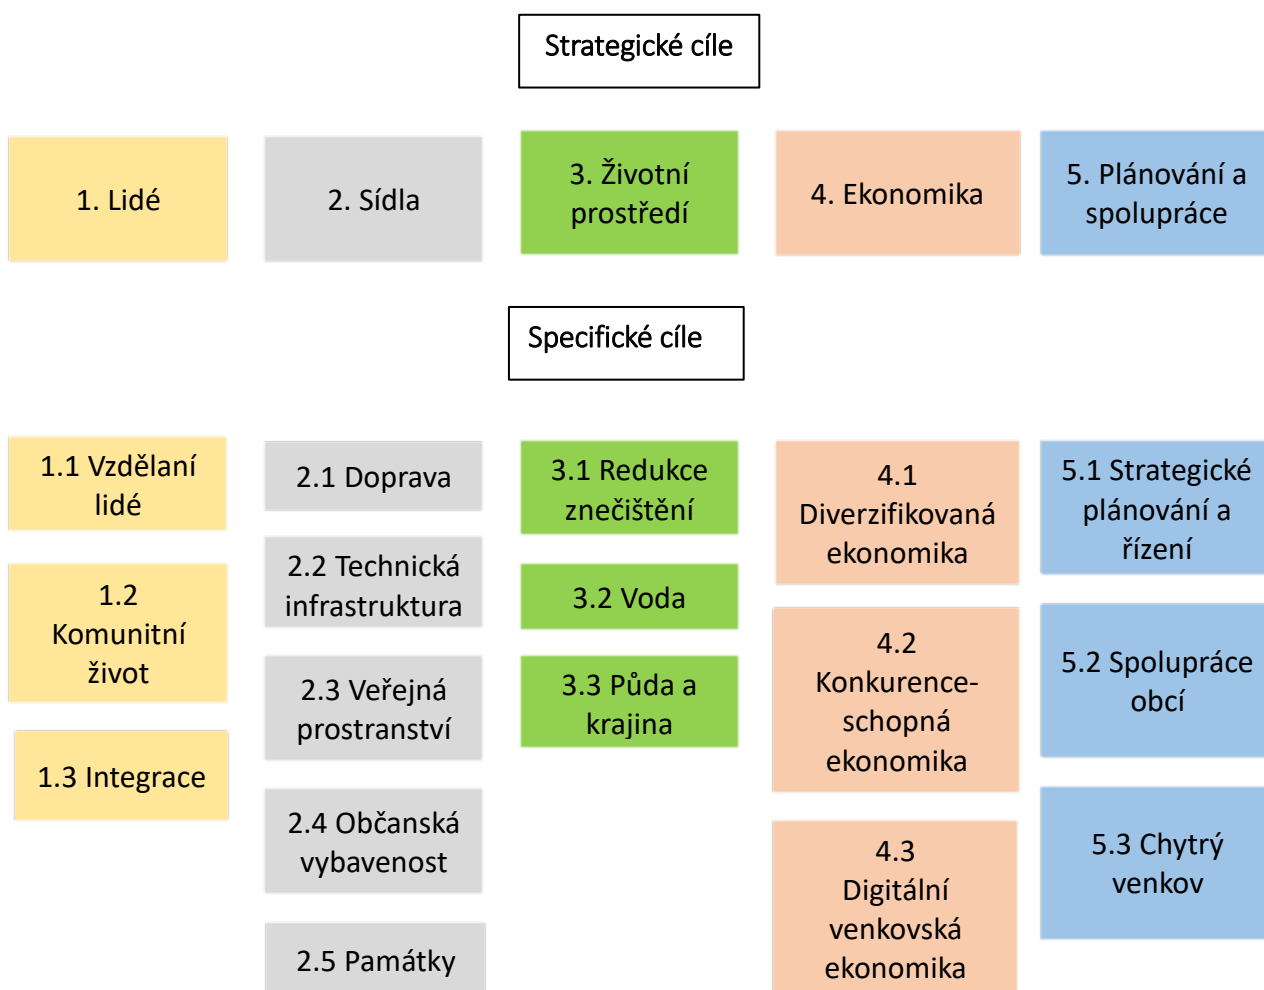 Strategické cíle
1. Lidé
2. Sídla
3. Životní
prostředí
4. Ekonomika
5. Plánování a
spolupráce
Specifické cíle
1.1 Vzdělaní
lidé
1.2
Komunitní
život
1.3 Integrace
2.1 Doprava
2.2 Technická
infrastruktura
2.3 Veřejná
prostranství
2.4 Občanská
vybavenost
2.5 Památky
3.1 Redukce
znečištění
3.2 Voda
3.3 Půda a
krajina
4.1
Diverzifikovaná
ekonomika
4.2
Konkurence-
schopná
ekonomika
4.3
Digitální
venkovská
ekonomika
5.1 Strategické
plánování a
řízení
5.2 Spolupráce
obcí
5.3 Chytrý
venkov